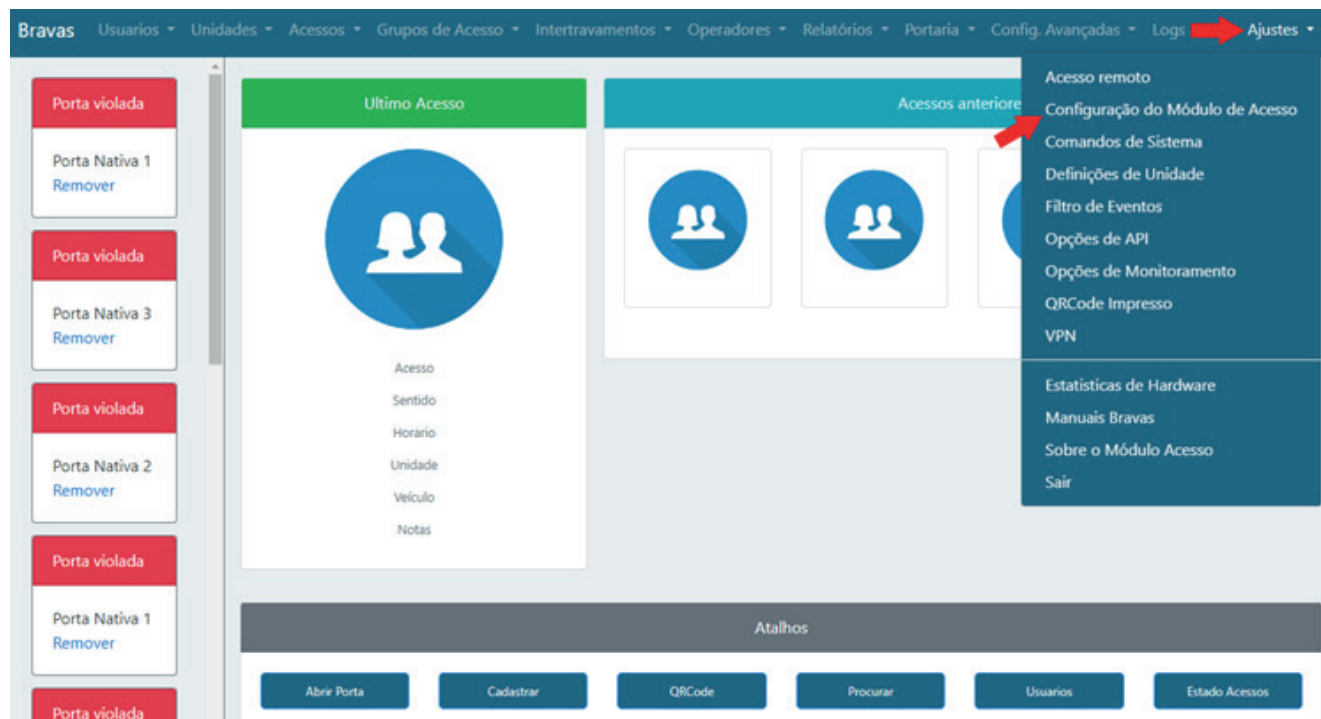 Bravas Usuarios Unidades Acessos Grupos de Acesso Intertravamentos Operadores Relatórios Portaria Config. Avançadas Logs Ajustes
Porta violada
Porta Nativa 1
Remover
Porta violada
Porta Nativa 3
Remover
Porta violada
Porta Nativa 2
Remover
Porta violada
Porta Nativa 1
Remover
Porta violada
Ultimo Acesso
Acesso
Sentido
Horario
Unidade
Veículo
Notas
Acessos anteriore
Acesso remoto
Configuração do Módulo de Acesso
Comandos de Sistema
Definições de Unidade
Filtro de Eventos
Opções de API
Opções de Monitoramento
QRCode Impresso
VPN
Estatisticas de Hardware
Manuais Bravas
Sobre o Módulo Acesso
Sair
Atalhos
Abrir Porta Cadastrar QRCode Procurar Usuarios Estado Acessos